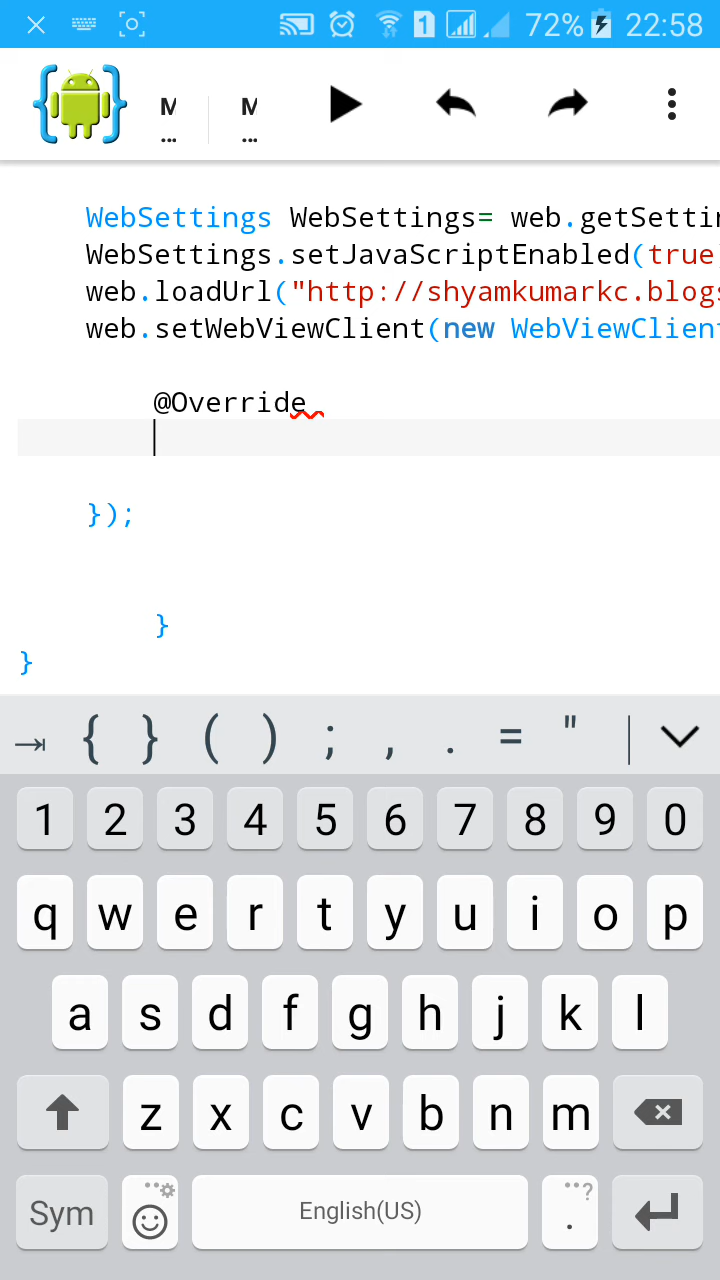 1 72% 22:58
M ... M ...
WebSettings WebSettings= web.getSettin
WebSettings.setJavaScriptEnabled(true
web.loadUrl("http://shyamkumarkc.blogs
web.setWebViewClient(new WebViewClient
@Override
});
}
}
{ } ( ) ; , . = " |
1 2 3 4 5 6 7 8 9 0
q w e r t y u i o p
a s d f g h j k l
z x c v b n m
Sym English(US) . ?